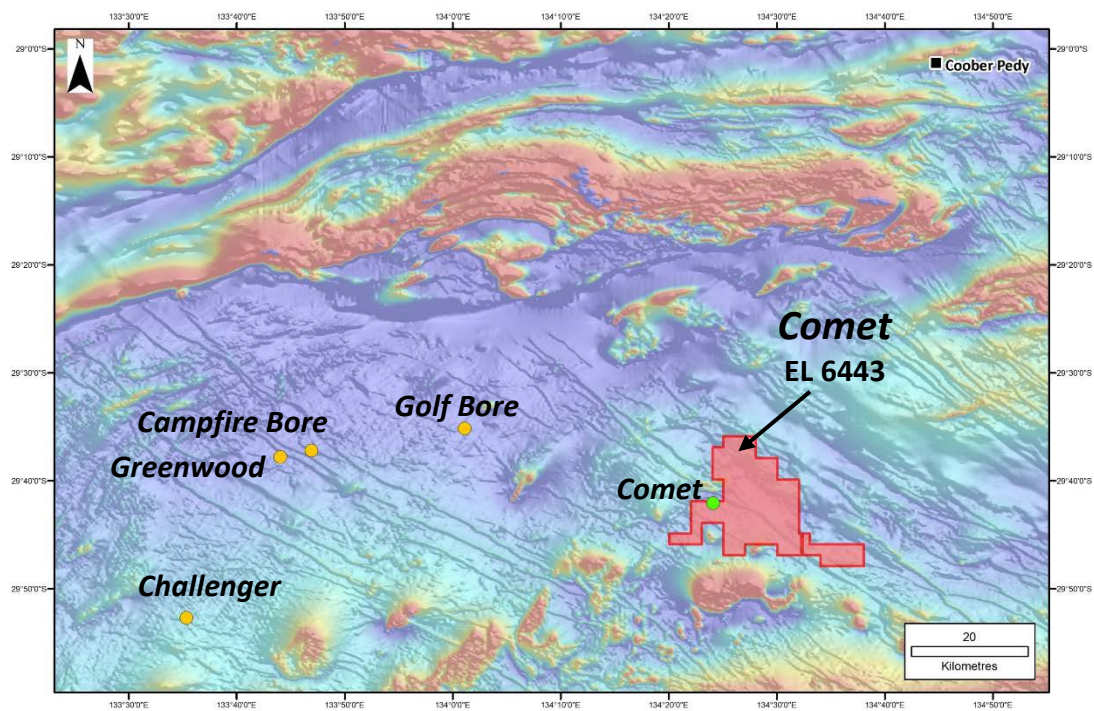 133°30'0"E 133°40'0"E 133°50'0"E 134°0'0"E 134°10'0"E 134°20'0"E 134°30'0"E 134°40'0"E 134°50'0"E
N
29°0'0"S 29°0'0"S
Coober Pedy
29°10'0"S 29°10'0"S
29°20'0"S 29°20'0"S
Comet
EL 6443
29°30'0"S 29°30'0"S
Golf Bore
Campfire Bore
Greenwood
29°40'0"S 29°40'0"S
Comet
Challenger
29°50'0"S 29°50'0"S
20
Kilometres
133°30'0"E 133°40'0"E 133°50'0"E 134°0'0"E 134°10'0"E 134°20'0"E 134°30'0"E 134°40'0"E 134°50'0"E